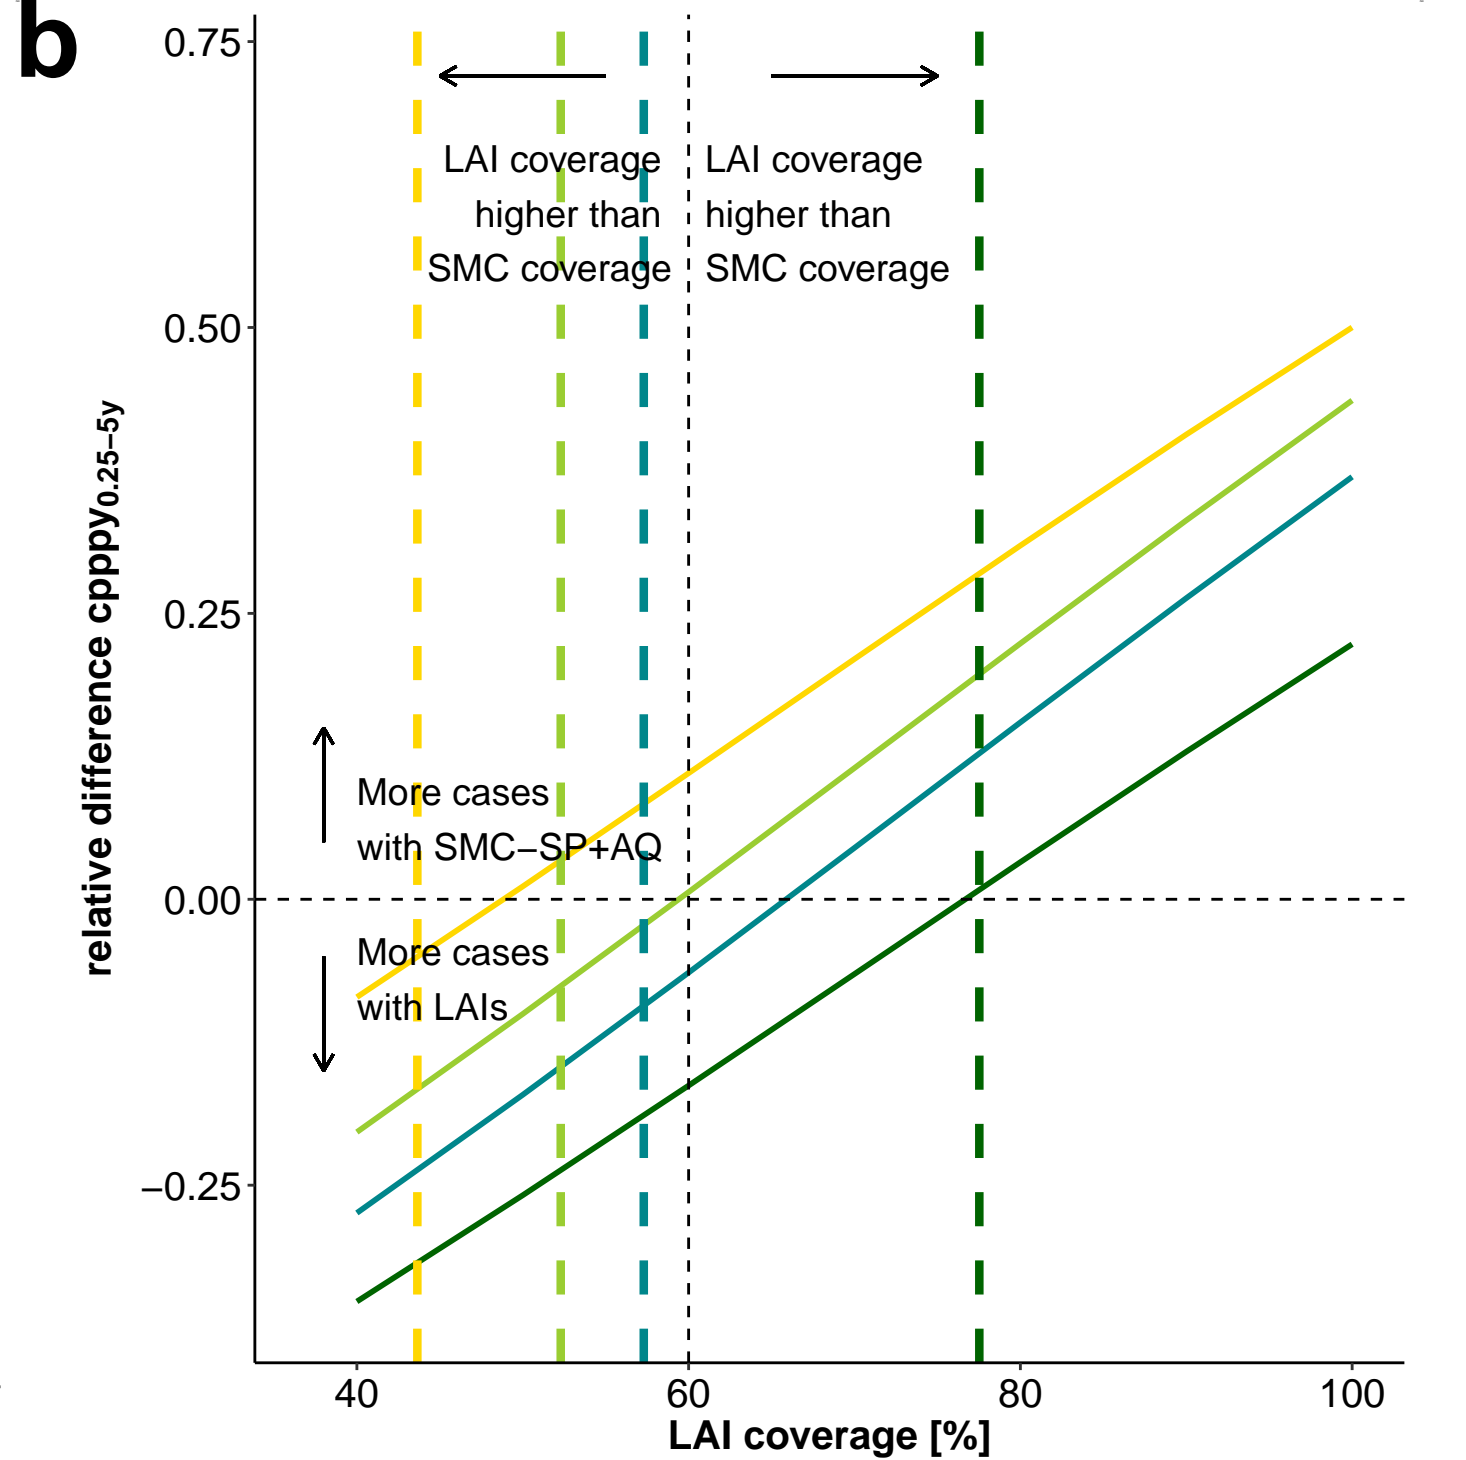 b
0.75
LAI coverage
higher than
SMC coverage
LAI coverage
higher than
SMC coverage
0.50
0.25
More cases
with SMC−SP+AQ
0.00
More cases
with LAIs
−0.25
relative difference cpppy0.25−5y
40
60
80
100
LAI coverage [%]